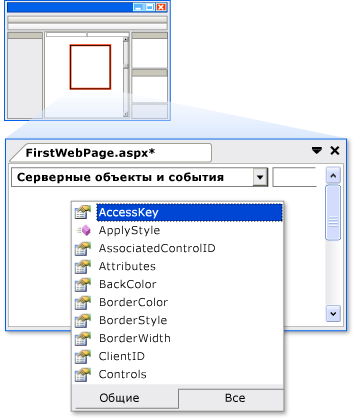 FirstWebPage.aspx*
Серверные объекты и события
AccessKey
ApplyStyle
AssociatedControlID
Attributes
BackColor
BorderColor
BorderStyle
BorderWidth
ClientID
Controls
Общие Все